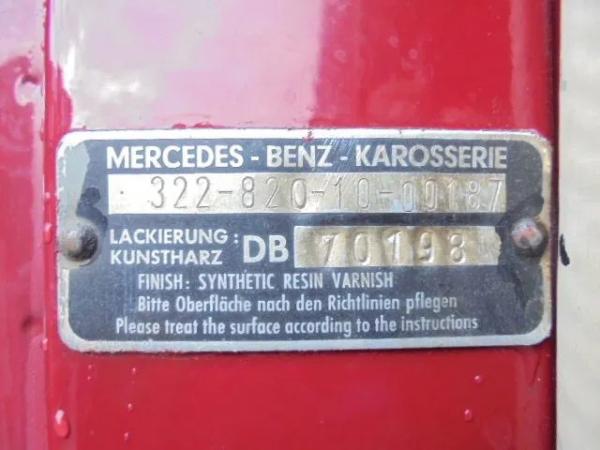 MERCEDES - BENZ - KAROSSERIE
322-820-10-00187
LACKIERUNG :
KUNSTHARZ DB 70198
FINISH: SYNTHETIC RESIN VARNISH
Bitte Oberfläche nach den Richtlinien pflegen
Please treat the surface according to the instructions